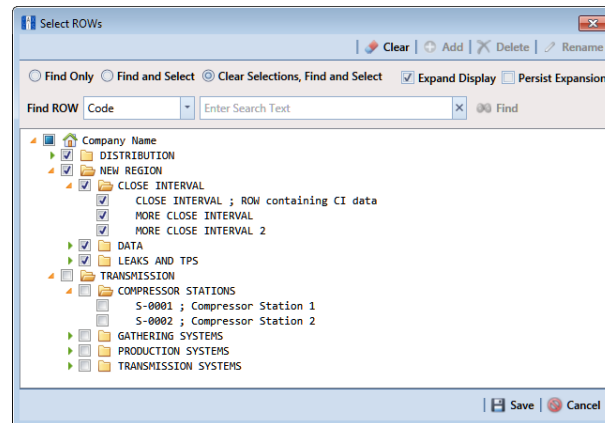 Select ROWs
Clear Add Delete Rename
Find Only Find and Select Clear Selections, Find and Select Expand Display Persist Expansion
Find ROW Code Enter Search Text Find
Company Name
DISTRIBUTION
NEW REGION
CLOSE INTERVAL
CLOSE INTERVAL ; ROW containing CI data
MORE CLOSE INTERVAL
MORE CLOSE INTERVAL 2
DATA
LEAKS AND TPS
TRANSMISSION
COMPRESSOR STATIONS
S-0001 ; Compressor Station 1
S-0002 ; Compressor Station 2
GATHERING SYSTEMS
PRODUCTION SYSTEMS
TRANSMISSION SYSTEMS
Save Cancel